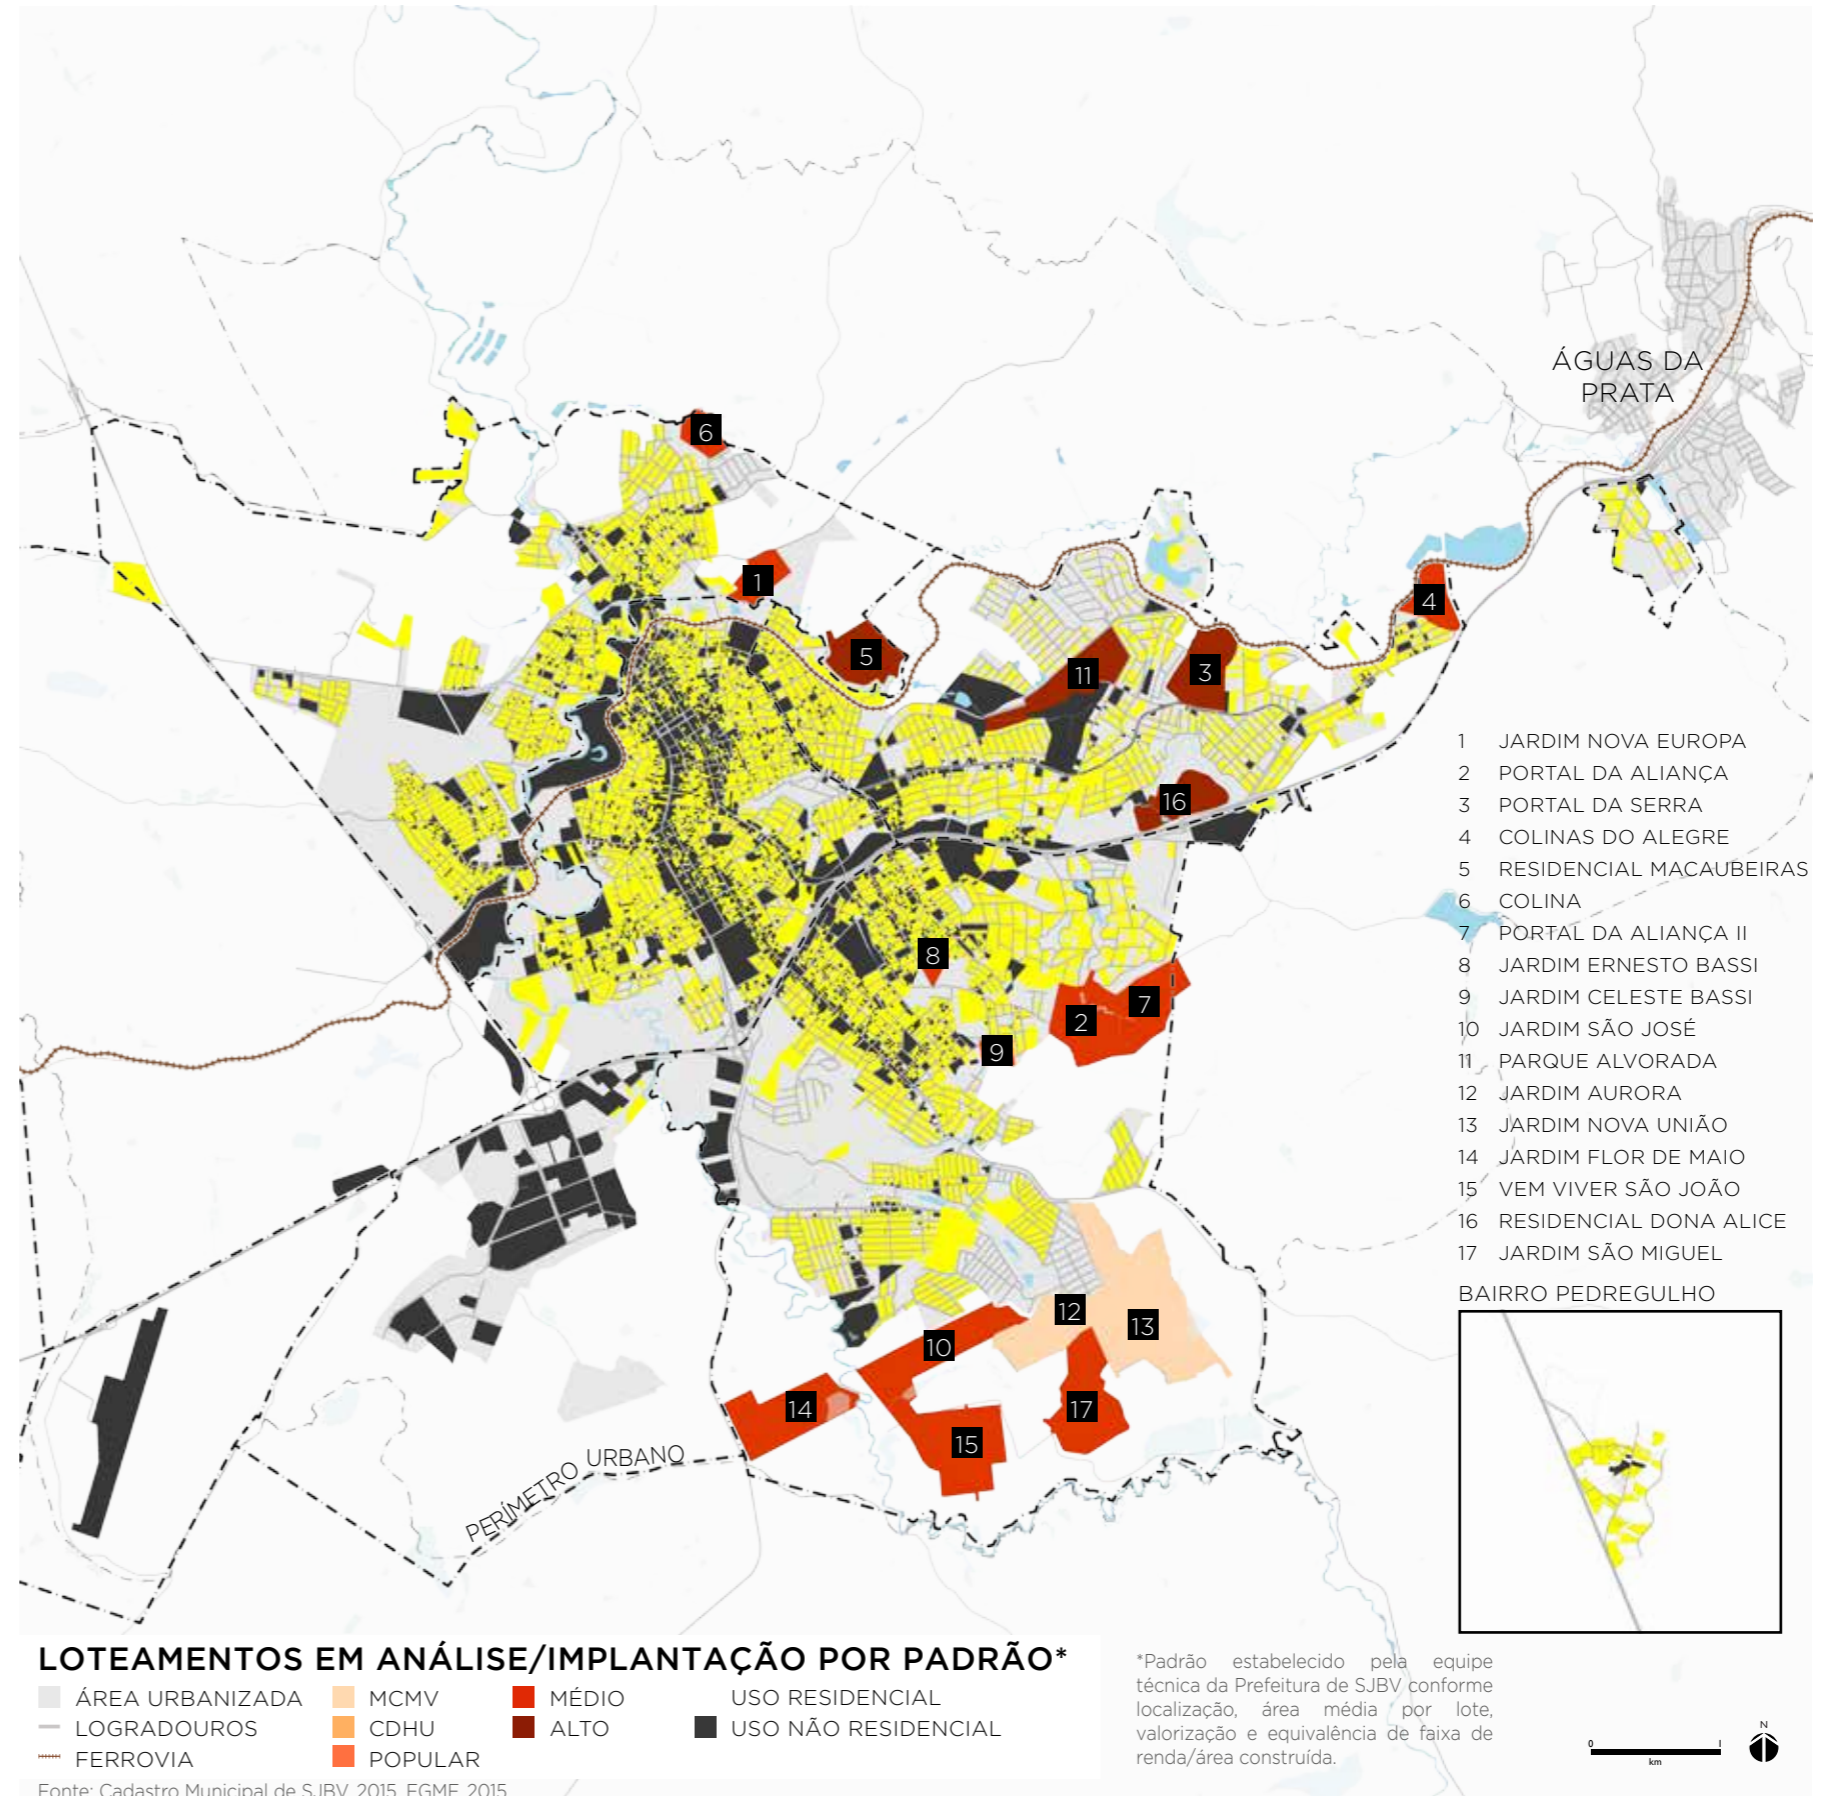 ÁGUAS DA
PRATA
6
1
5
4
3
11
16
8
7
2
9
12
13
10
14
17
15
PERÍMETRO URBANO
1 JARDIM NOVA EUROPA
2 PORTAL DA ALIANÇA
3 PORTAL DA SERRA
4 COLINAS DO ALEGRE
5 RESIDENCIAL MACAUBEIRAS
6 COLINA
7 PORTAL DA ALIANÇA II
8 JARDIM ERNESTO BASSI
9 JARDIM CELESTE BASSI
10 JARDIM SÃO JOSÉ
11 PARQUE ALVORADA
12 JARDIM AURORA
13 JARDIM NOVA UNIÃO
14 JARDIM FLOR DE MAIO
15 VEM VIVER SÃO JOÃO
16 RESIDENCIAL DONA ALICE
17 JARDIM SÃO MIGUEL
BAIRRO PEDREGULHO
LOTEAMENTOS EM ANÁLISE/IMPLANTAÇÃO POR PADRÃO*
ÁREA URBANIZADA
LOGRADOUROS
FERROVIA
MCMV
CDHU
POPULAR
MÉDIO
ALTO
USO RESIDENCIAL
USO NÃO RESIDENCIAL
*Padrão estabelecido pela equipe
técnica da Prefeitura de SJBV conforme
localização, área média por lote,
valorização e equivalência de faixa de
renda/área construída.
0 1
km
N
Fonte: Cadastro Municipal de SJBV, 2015. FGMF, 2015